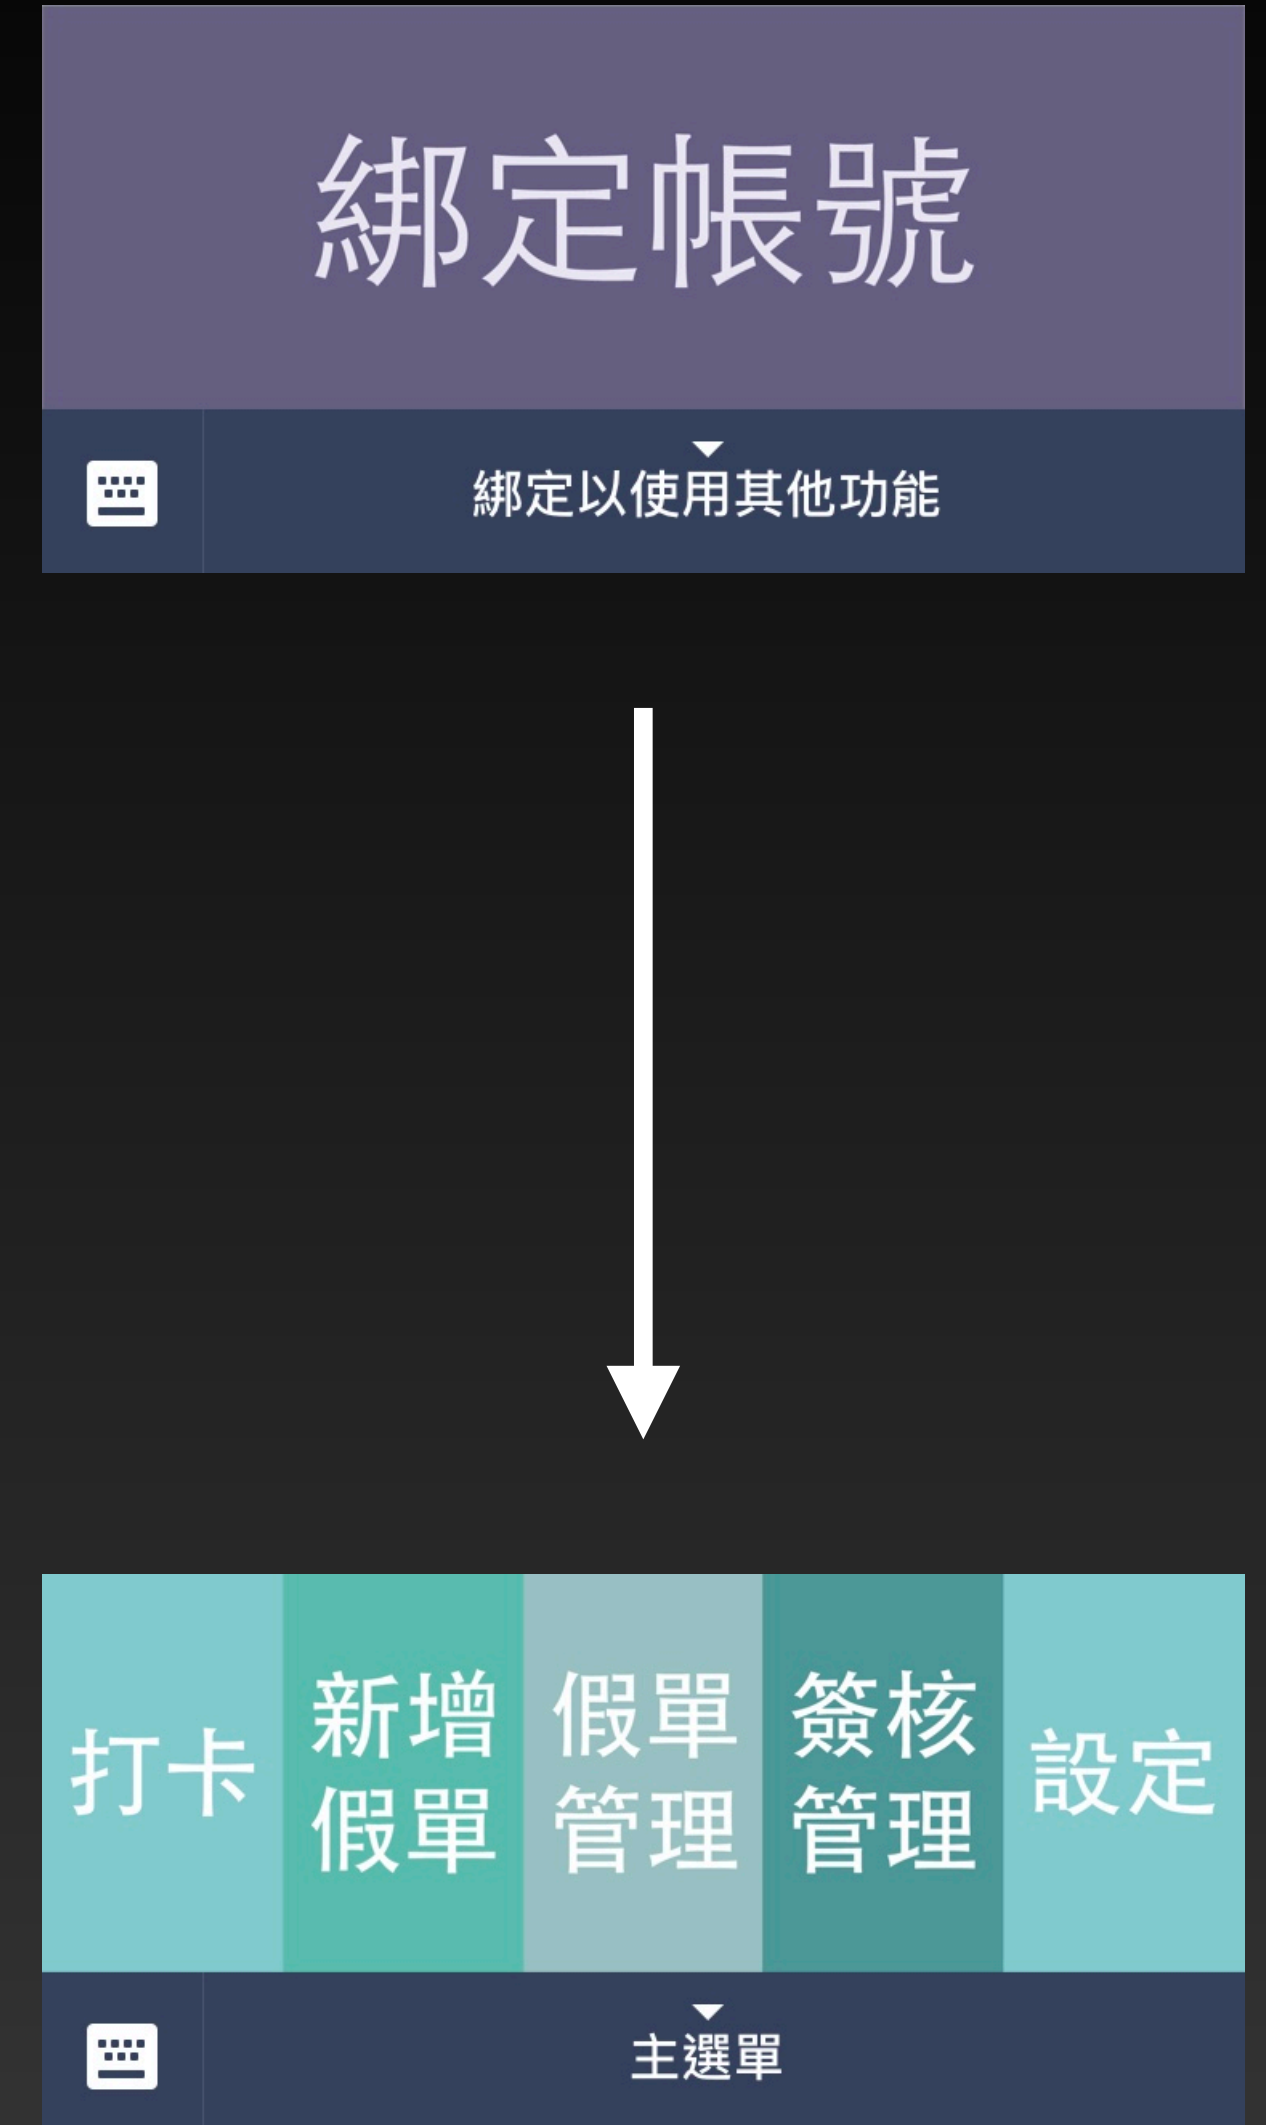 綁定帳號
綁定以使用其他功能
打卡
新增
假單
假單
管理
簽核
管理
設定
主選單